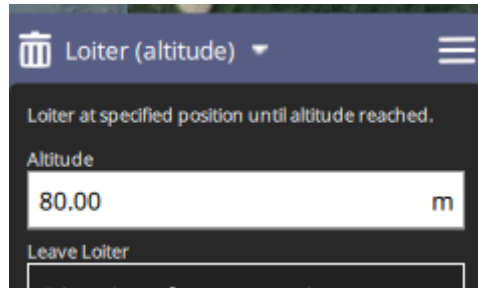 Loiter (altitude)
Loiter at specified position until altitude reached.
Altitude
80.00 m
Leave Loiter